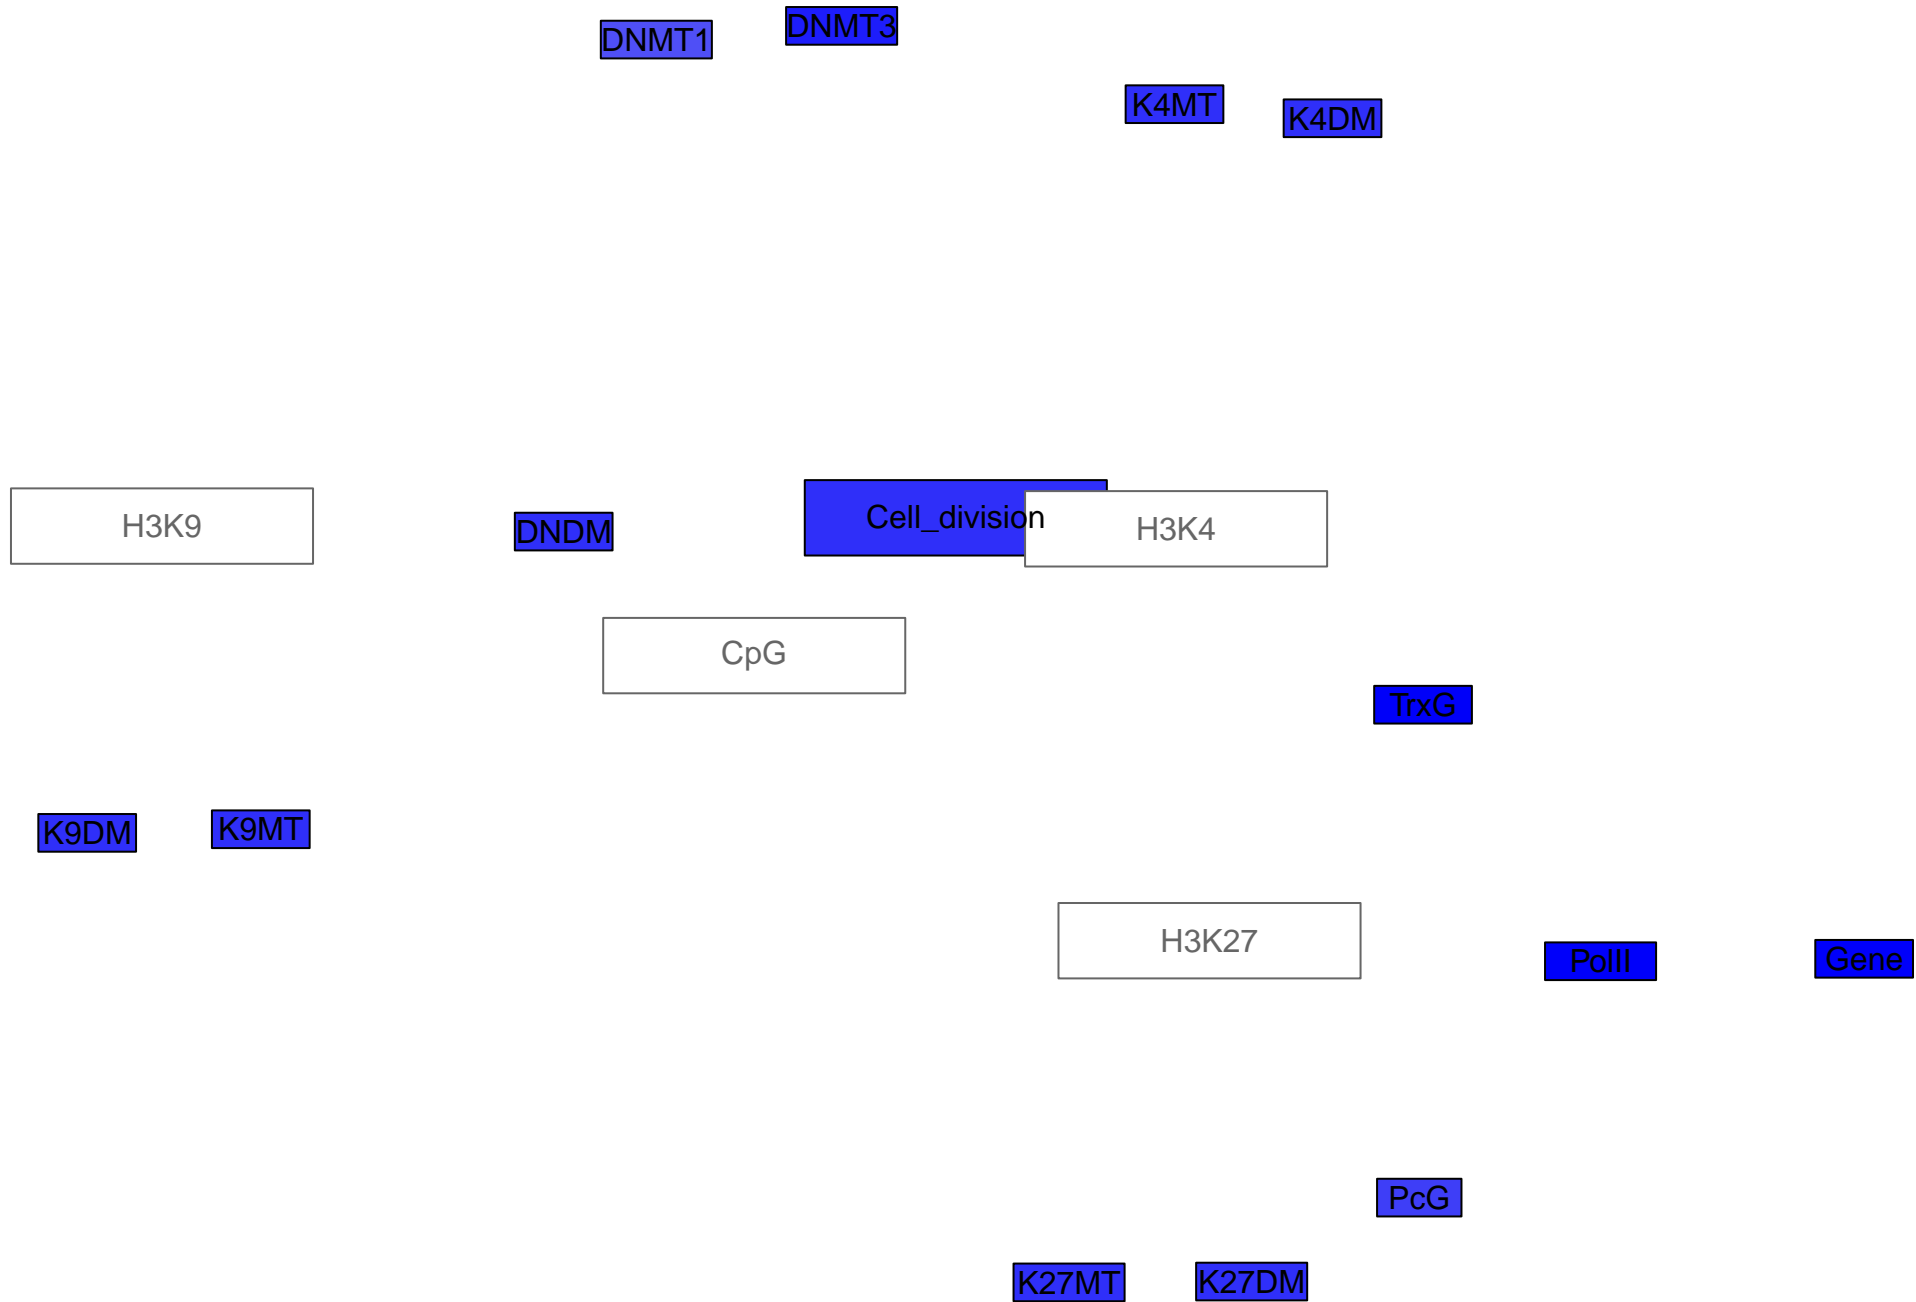 DNMT1
DNMT3
K4MT
K4DM
H3K9
DNDM
Cell_division
H3K4
CpG
TrxG
K9DM
K9MT
H3K27
PolII
Gene
PcG
K27MT
K27DM